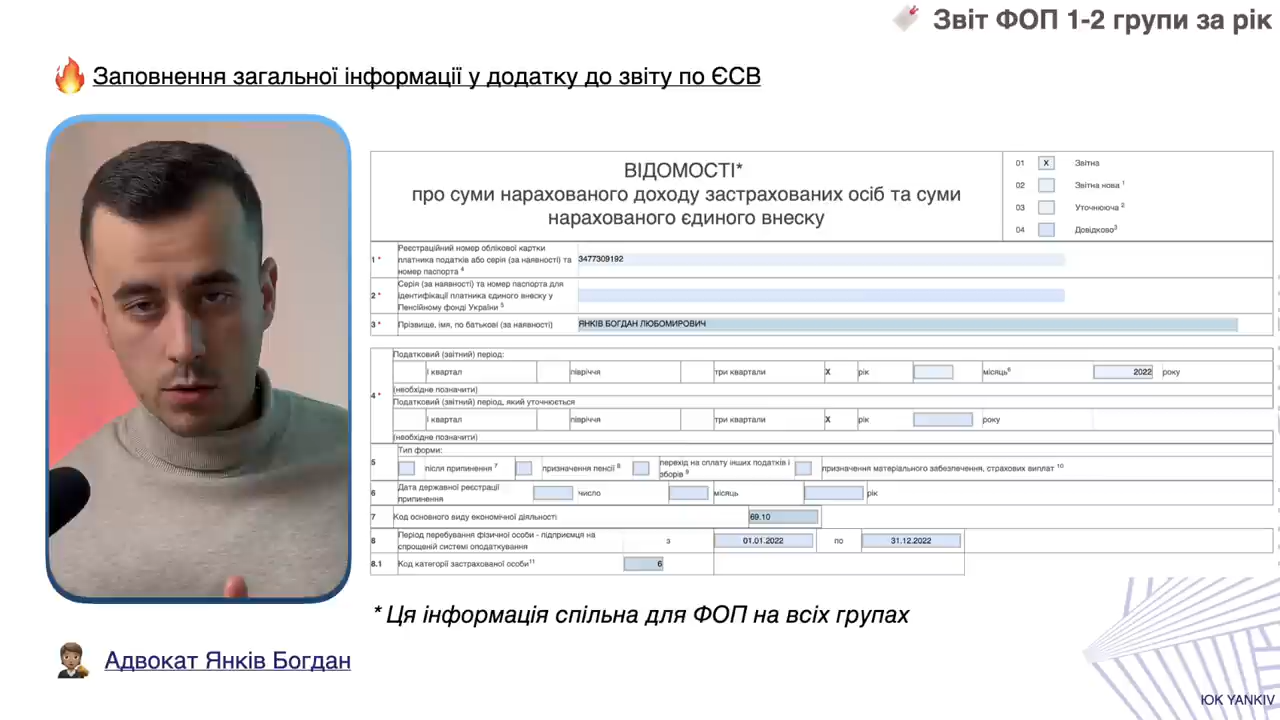 Звіт ФОП 1-2 групи за рік
Заповнення загальної інформації у додатку до звіту по ЄСВ
ВІДОМОСТІ*
про суми нарахованого доходу застрахованих осіб та суми
нарахованого єдиного внеску
01 X Звітна
02 Звітна нова 1
03 Уточнююча 2
04 Довідково3
1 * Реєстраційний номер облікової картки
платника податків або серія (за наявності) та
номер паспорта 4
3477309192
2 * Серія (за наявності) та номер паспорта для
ідентифікації платника єдиного внеску у
Пенсійному фонді України 5
3 * Прізвище, імя, по батькові (за наявності) ЯНКІВ БОГДАН ЛЮБОМИРОВИЧ
4 *
Податковий (звітний) період:
І квартал півріччя три квартали X рік місяць6 2022 року
(необхідне позначити)
Податковий (звітний) період, який уточнюється
І квартал півріччя три квартали X рік року
(необхідне позначити)
5 Тип форми:
після припинення 7 призначення пенсії 8 перехід на сплату інших податків і
зборів 9 призначення матеріального забезпечення, страхових виплат 10
6 Дата державної реєстрації
припинення число місяць рік
7 Код основного виду економічної діяльності 69.10
8 Період перебування фізичної особи - підприємця на
спрощеній системі оподаткування з 01.01.2022 по 31.12.2022
8.1 Код категорії застрахованої особи11 6
* Ця інформація спільна для ФОП на всіх групах
Адвокат Янків Богдан
ЮК YANKIV